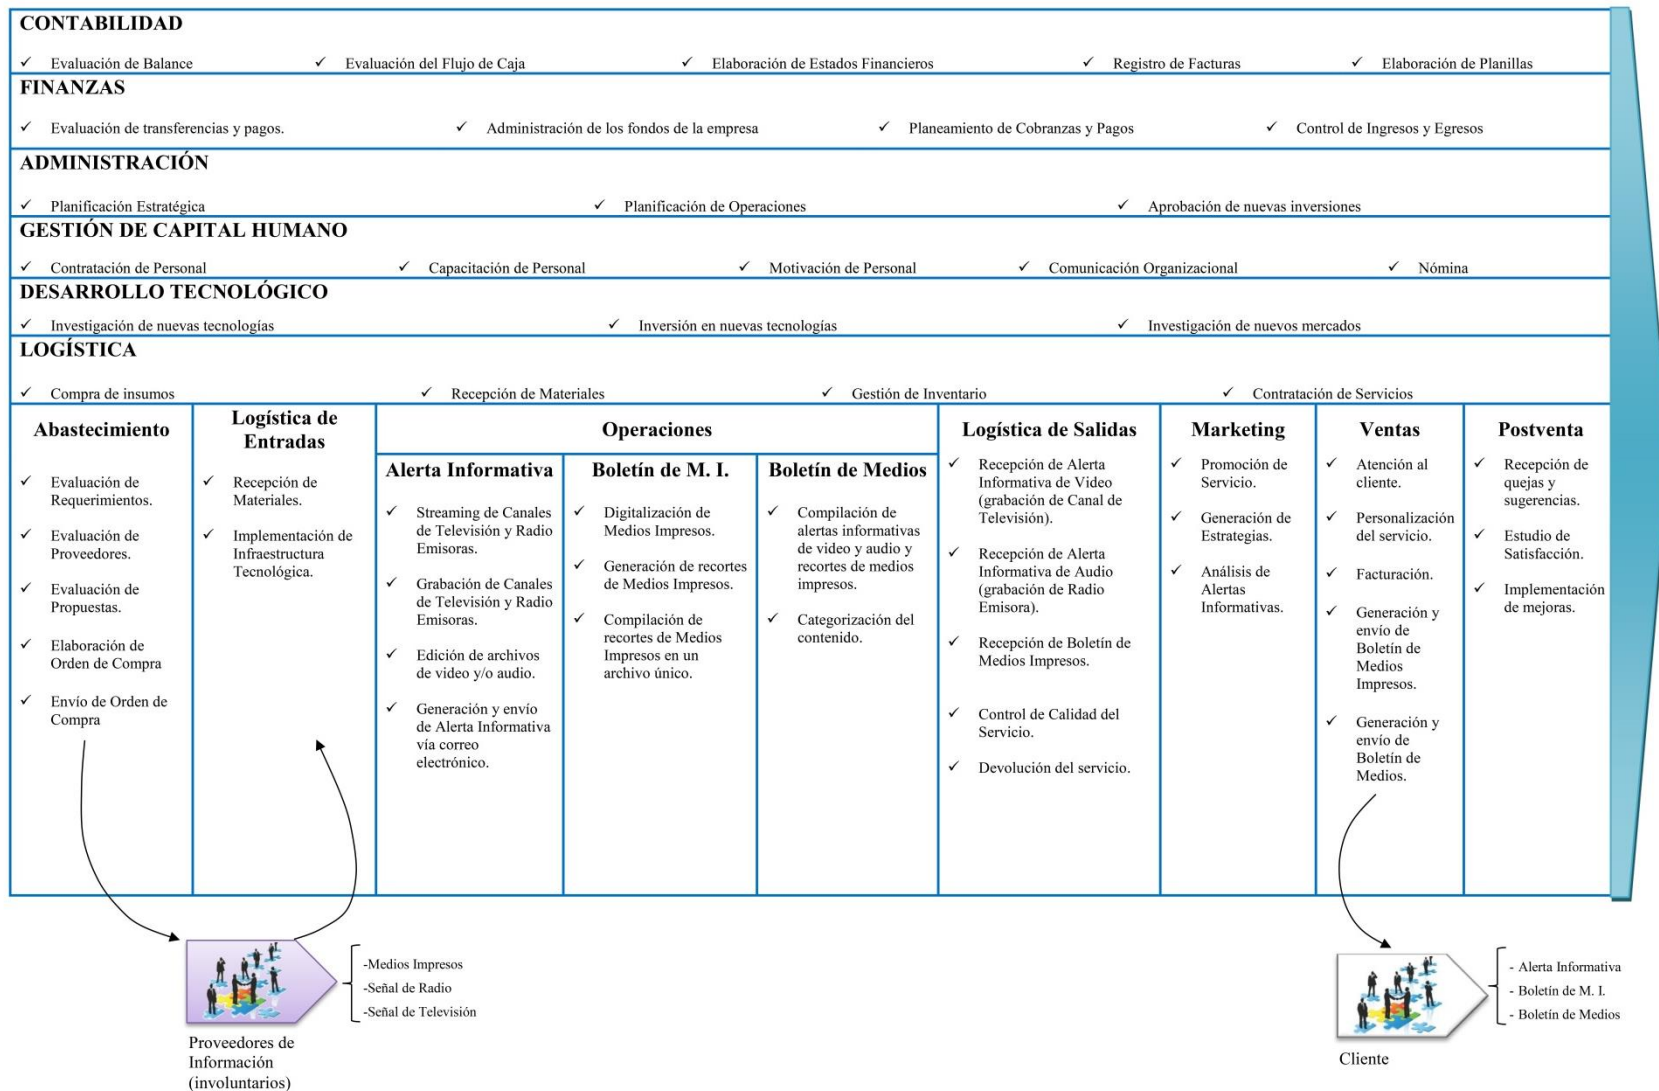 CONTABILIDAD
✓ Evaluación de Balance ✓ Evaluación del Flujo de Caja ✓ Elaboración de Estados Financieros ✓ Registro de Facturas ✓ Elaboración de Planillas
FINANZAS
✓ Evaluación de transferencias y pagos. ✓ Administración de los fondos de la empresa ✓ Planeamiento de Cobranzas y Pagos ✓ Control de Ingresos y Egresos
ADMINISTRACIÓN
✓ Planificación Estratégica ✓ Planificación de Operaciones ✓ Aprobación de nuevas inversiones
GESTIÓN DE CAPITAL HUMANO
✓ Contratación de Personal ✓ Capacitación de Personal ✓ Motivación de Personal ✓ Comunicación Organizacional ✓ Nómina
DESARROLLO TECNOLÓGICO
✓ Investigación de nuevas tecnologías ✓ Inversión en nuevas tecnologías ✓ Investigación de nuevos mercados
LOGÍSTICA
✓ Compra de insumos ✓ Recepción de Materiales ✓ Gestión de Inventario ✓ Contratación de Servicios
Abastecimiento
✓ Evaluación de
Requerimientos.
✓ Evaluación de
Proveedores.
✓ Evaluación de
Propuestas.
✓ Elaboración de
Orden de Compra
✓ Envío de Orden de
Compra
Logística de
Entradas
✓ Recepción de
Materiales.
✓ Implementación de
Infraestructura
Tecnológica.
Operaciones
Alerta Informativa
✓ Streaming de Canales
de Televisión y Radio
Emisoras.
✓ Grabación de Canales
de Televisión y Radio
Emisoras.
✓ Edición de archivos
de video y/o audio.
✓ Generación y envío
de Alerta Informativa
vía correo
electrónico.
Boletín de M. I.
✓ Digitalización de
Medios Impresos.
✓ Generación de recortes
de Medios Impresos.
✓ Compilación de
recortes de Medios
Impresos en un
archivo único.
Boletín de Medios
✓ Compilación de
alertas informativas
de video y audio y
recortes de medios
impresos.
✓ Categorización del
contenido.
Logística de Salidas
✓ Recepción de Alerta
Informativa de Video
(grabación de Canal de
Televisión).
✓ Recepción de Alerta
Informativa de Audio
(grabación de Radio
Emisora).
✓ Recepción de Boletín de
Medios Impresos.
✓ Control de Calidad del
Servicio.
✓ Devolución del servicio.
Marketing
✓ Promoción de
Servicio.
✓ Generación de
Estrategias.
✓ Análisis de
Alertas
Informativas.
Ventas
✓ Atención al
cliente.
✓ Personalización
del servicio.
✓ Facturación.
✓ Generación y
envío de
Boletín de
Medios
Impresos.
✓ Generación y
envío de
Boletín de
Medios.
Postventa
✓ Recepción de
quejas y
sugerencias.
✓ Estudio de
Satisfacción.
✓ Implementación
de mejoras.
-Medios Impresos
-Señal de Radio
-Señal de Televisión
Proveedores de
Información
(involuntarios)
- Alerta Informativa
- Boletín de M. I.
- Boletín de Medios
Cliente